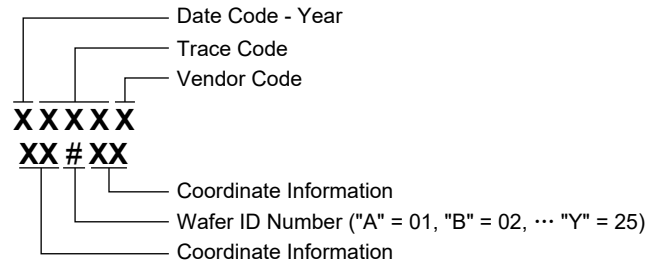 Date Code - Year
Trace Code
Vendor Code
X X X X X
XX # XX
Coordinate Information
Wafer ID Number ("A" = 01, "B" = 02, ⋯ "Y" = 25)
Coordinate Information